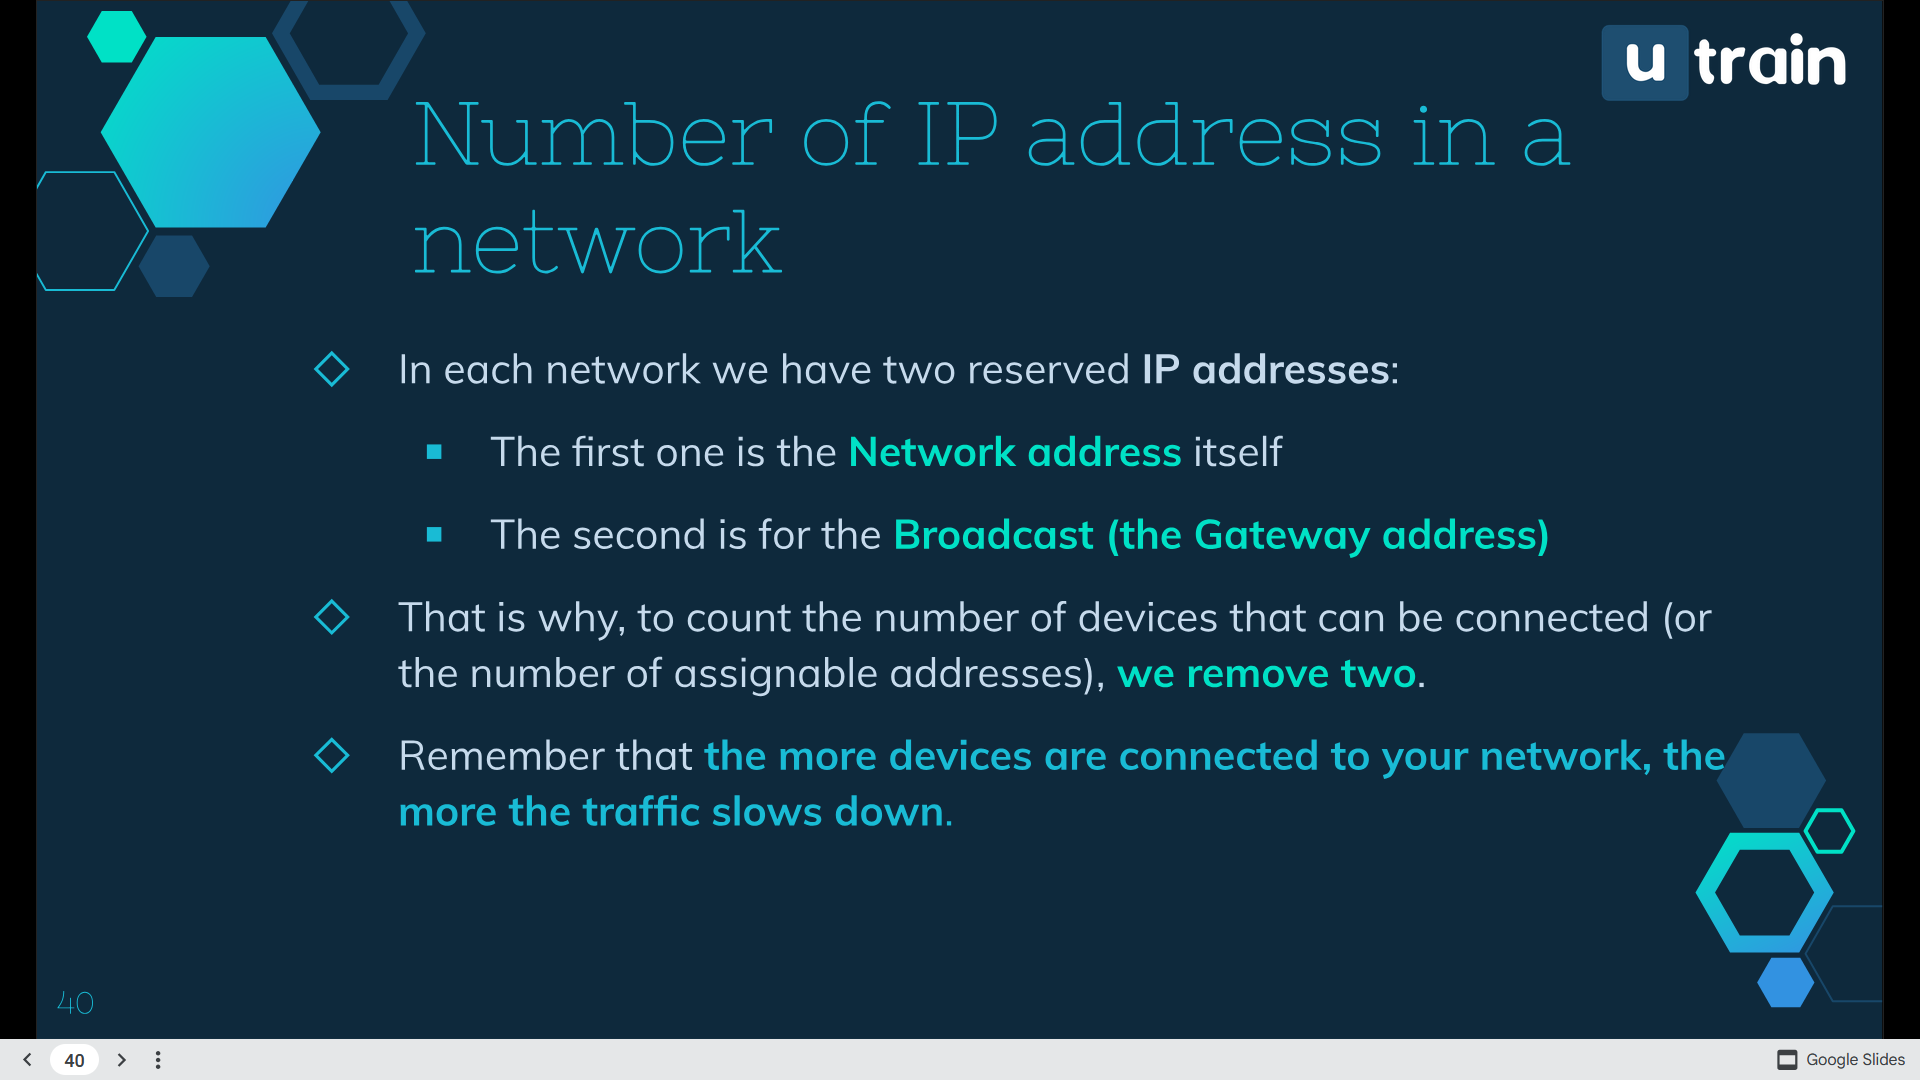 u train
Number of IP address in a
network
In each network we have two reserved IP addresses:
The first one is the Network address itself
The second is for the Broadcast (the Gateway address)
That is why, to count the number of devices that can be connected (or
the number of assignable addresses), we remove two.
Remember that the more devices are connected to your network, the
more the traffic slows down.
40
40
Google Slides